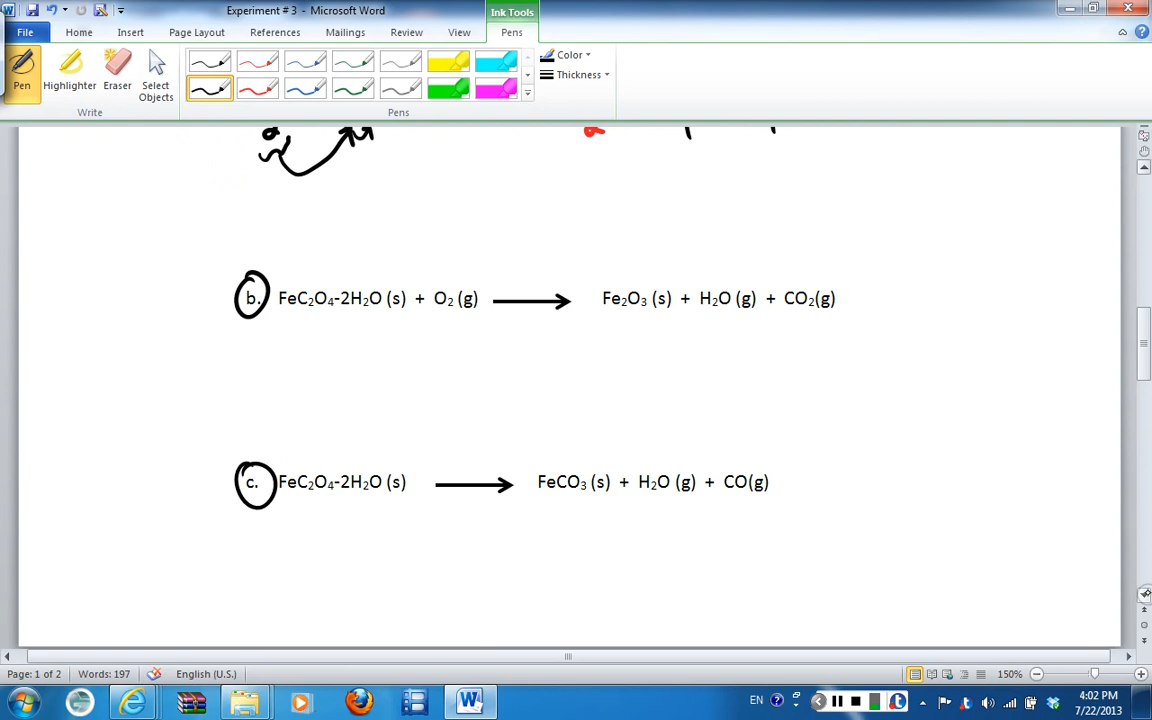 Experiment # 3 - Microsoft Word
Ink Tools
File Home Insert Page Layout References Mailings Review View Pens
Pen Highlighter Eraser Select Objects
Color
Thickness
Write
Pens
b. FeC₂O₄-2H₂O (s) + O₂ (g) ⟶ Fe₂O₃ (s) + H₂O (g) + CO₂(g)
c. FeC₂O₄-2H₂O (s) ⟶ FeCO₃ (s) + H₂O (g) + CO(g)
Page: 1 of 2 Words: 197 English (U.S.) 150%
EN 4:02 PM
7/22/2013